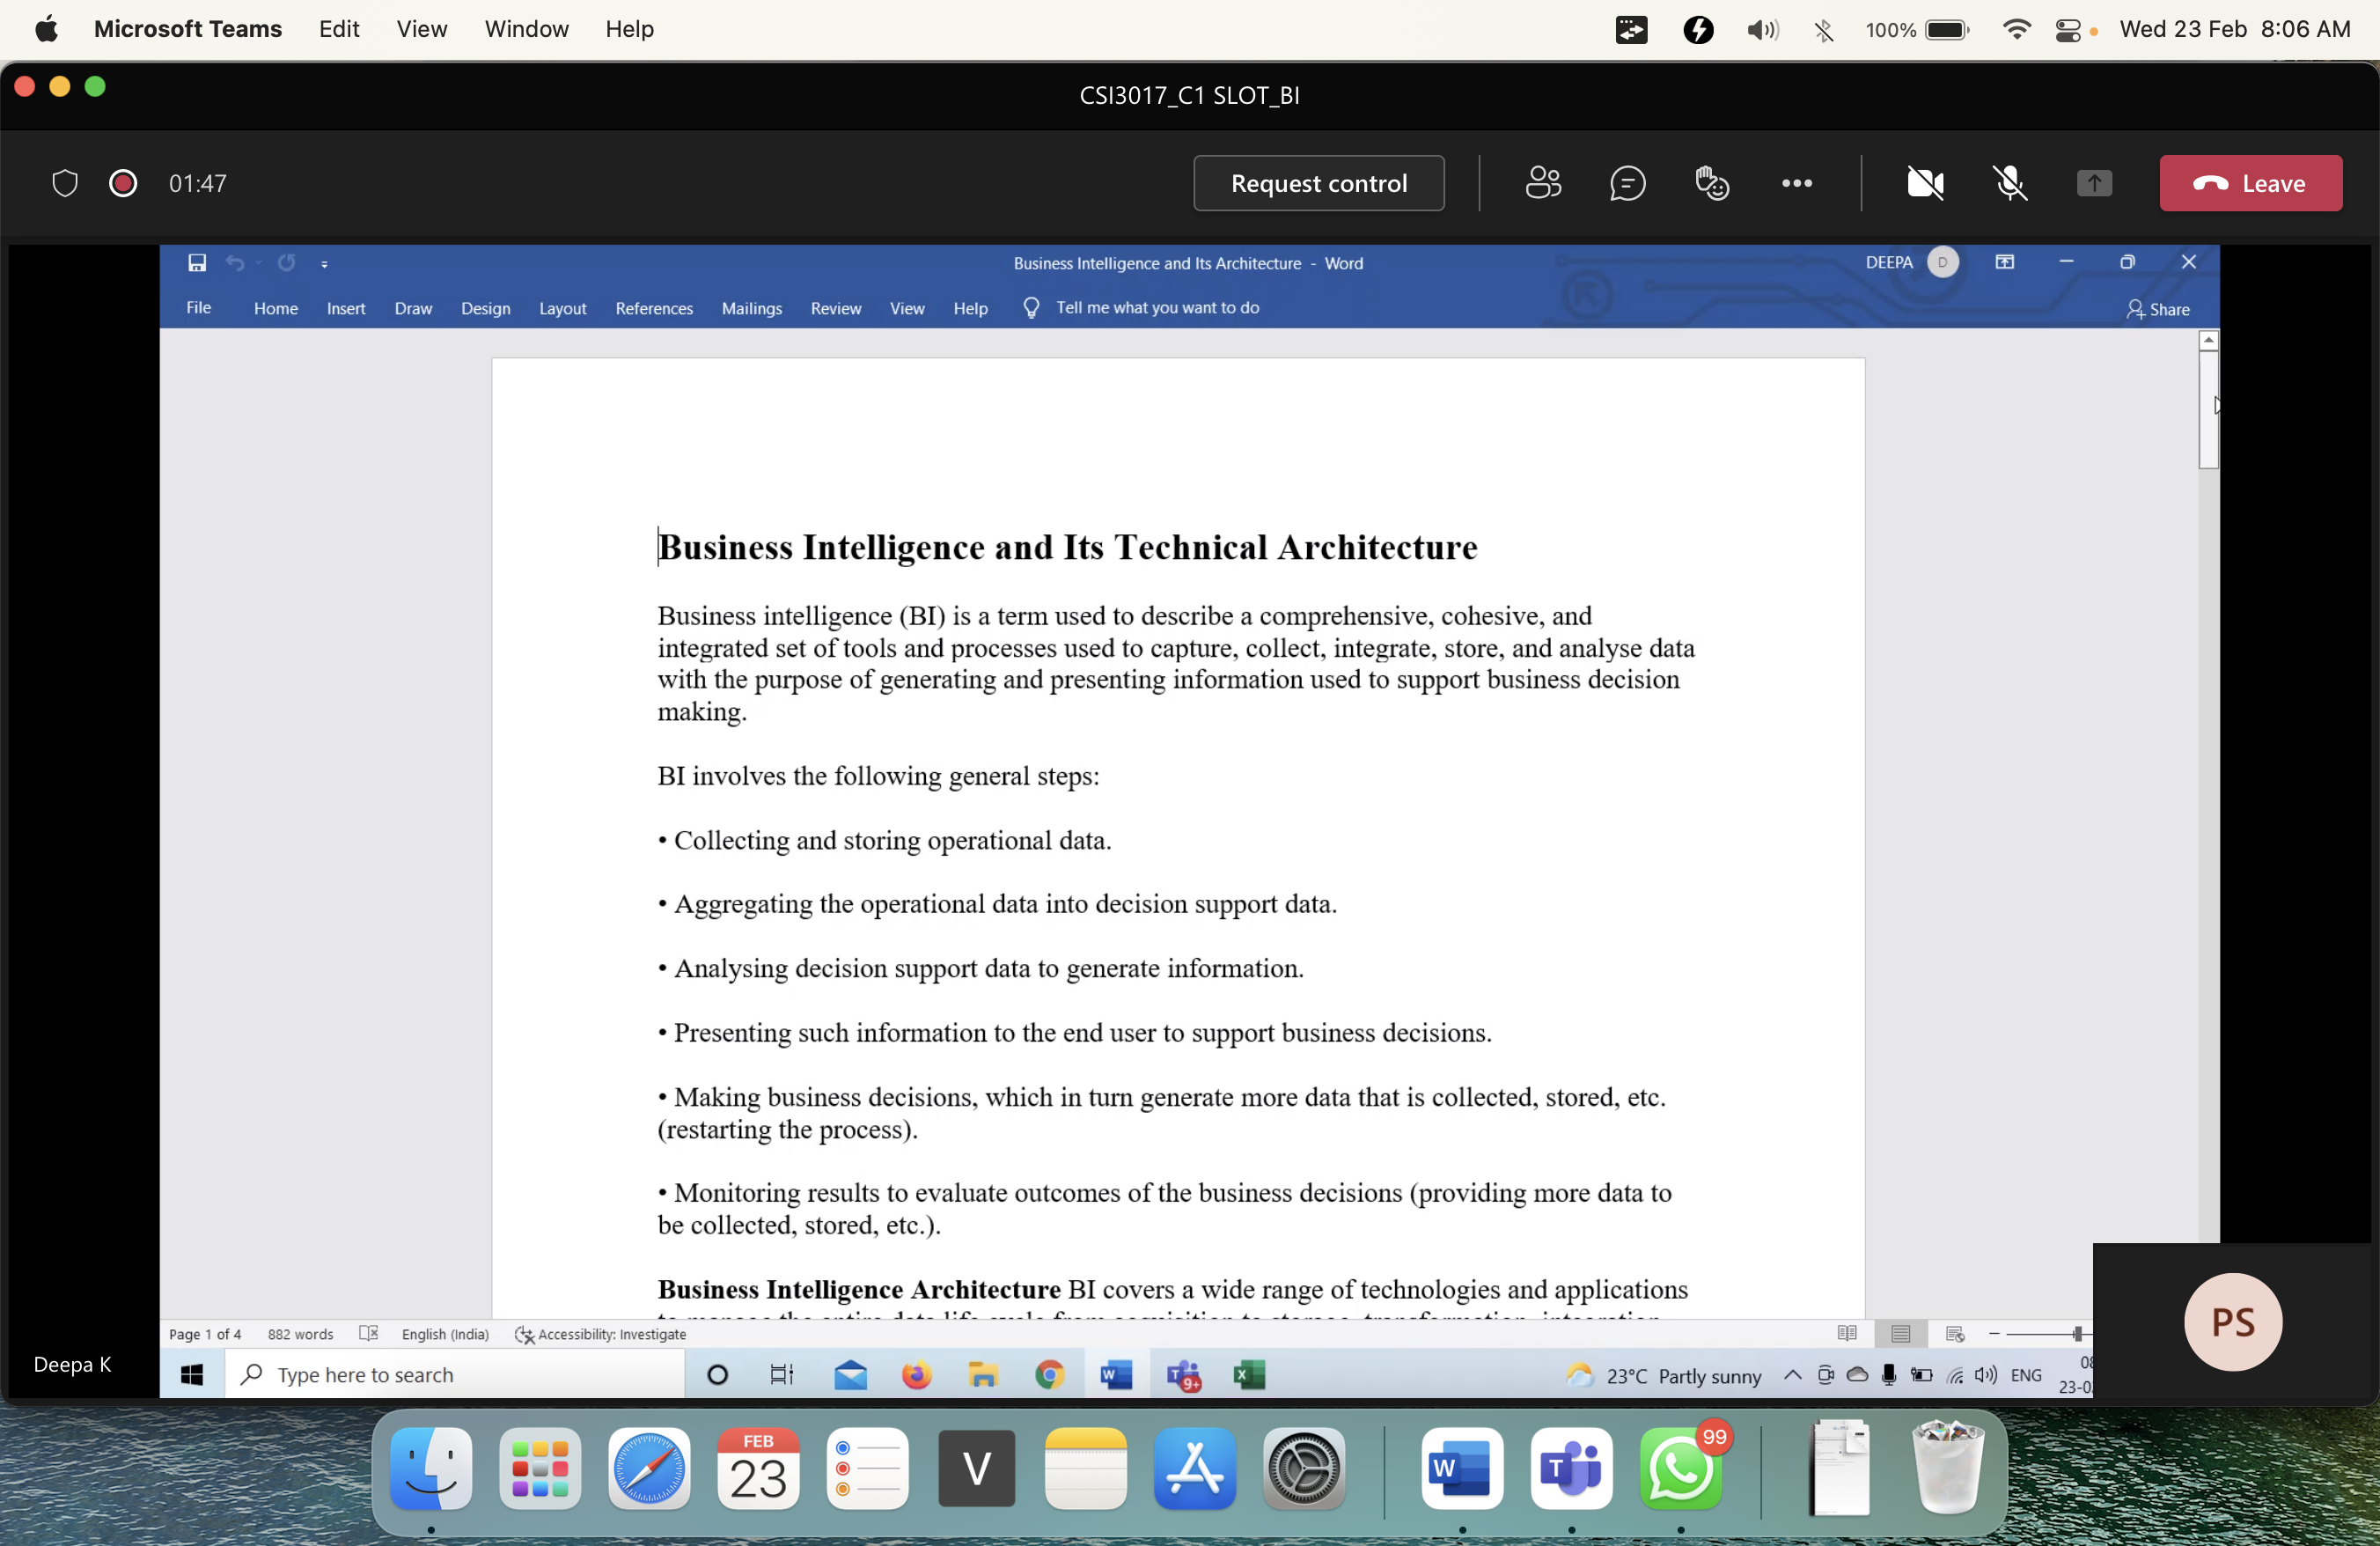 Microsoft Teams Edit View Window Help 100% Wed 23 Feb 8:06 AM
CSI3017_C1 SLOT_BI
01:47 Request control Leave
Business Intelligence and Its Architecture - Word DEEPA D
File Home Insert Draw Design Layout References Mailings Review View Help Tell me what you want to do Share
Business Intelligence and Its Technical Architecture
Business intelligence (BI) is a term used to describe a comprehensive, cohesive, and
integrated set of tools and processes used to capture, collect, integrate, store, and analyse data
with the purpose of generating and presenting information used to support business decision
making.
BI involves the following general steps:
• Collecting and storing operational data.
• Aggregating the operational data into decision support data.
• Analysing decision support data to generate information.
• Presenting such information to the end user to support business decisions.
• Making business decisions, which in turn generate more data that is collected, stored, etc.
(restarting the process).
• Monitoring results to evaluate outcomes of the business decisions (providing more data to
be collected, stored, etc.).
Business Intelligence Architecture BI covers a wide range of technologies and applications
Page 1 of 4 882 words English (India) Accessibility: Investigate
PS
Deepa K
Type here to search 9+ 23°C Partly sunny ENG
FEB
23
V
W
T
99